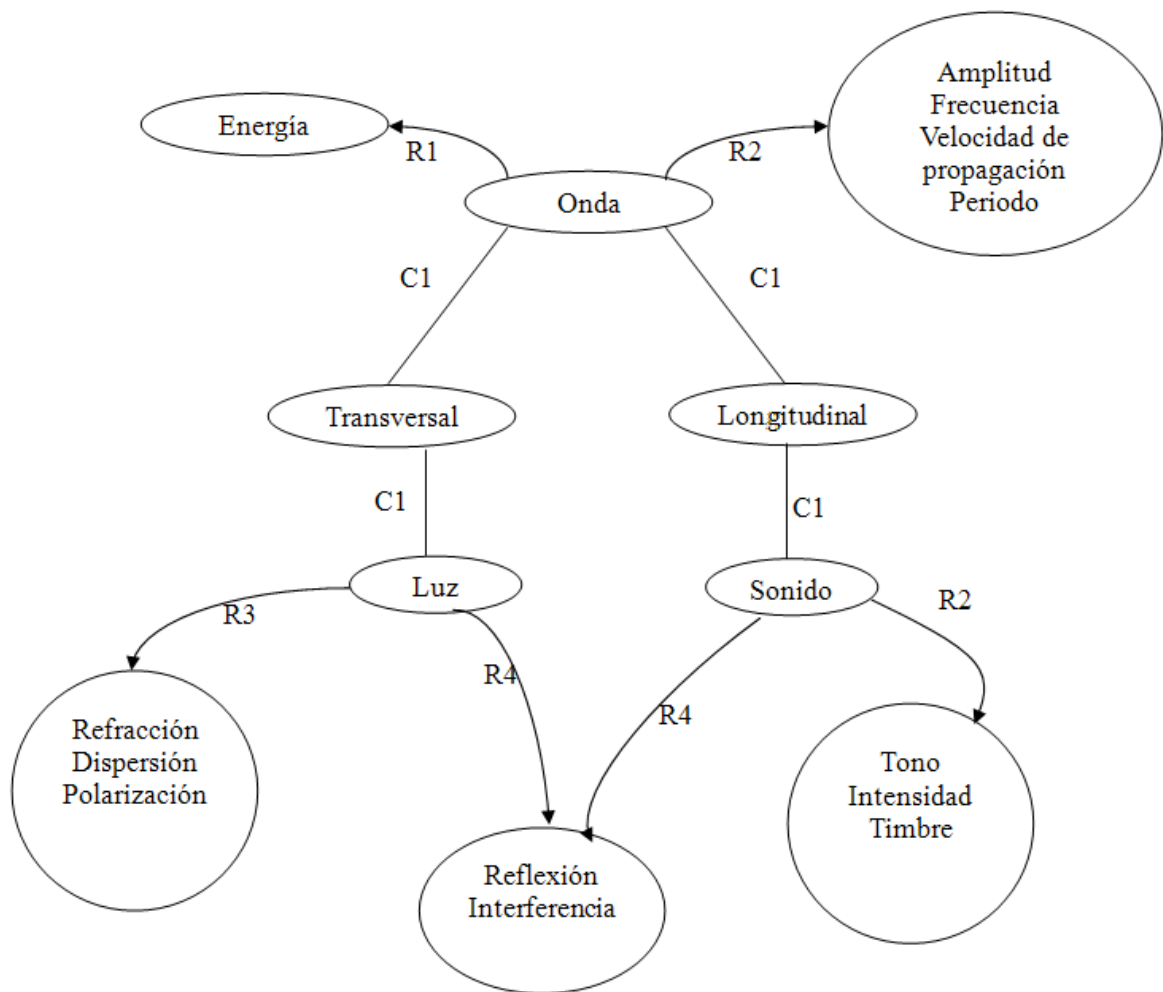 Energía
R1
Onda
R2
Amplitud
Frecuencia
Velocidad de
propagación
Periodo
C1
C1
Transversal
Longitudinal
C1
C1
Luz
Sonido
R3
R4
R4
R2
Refracción
Dispersión
Polarización
Reflexión
Interferencia
Tono
Intensidad
Timbre